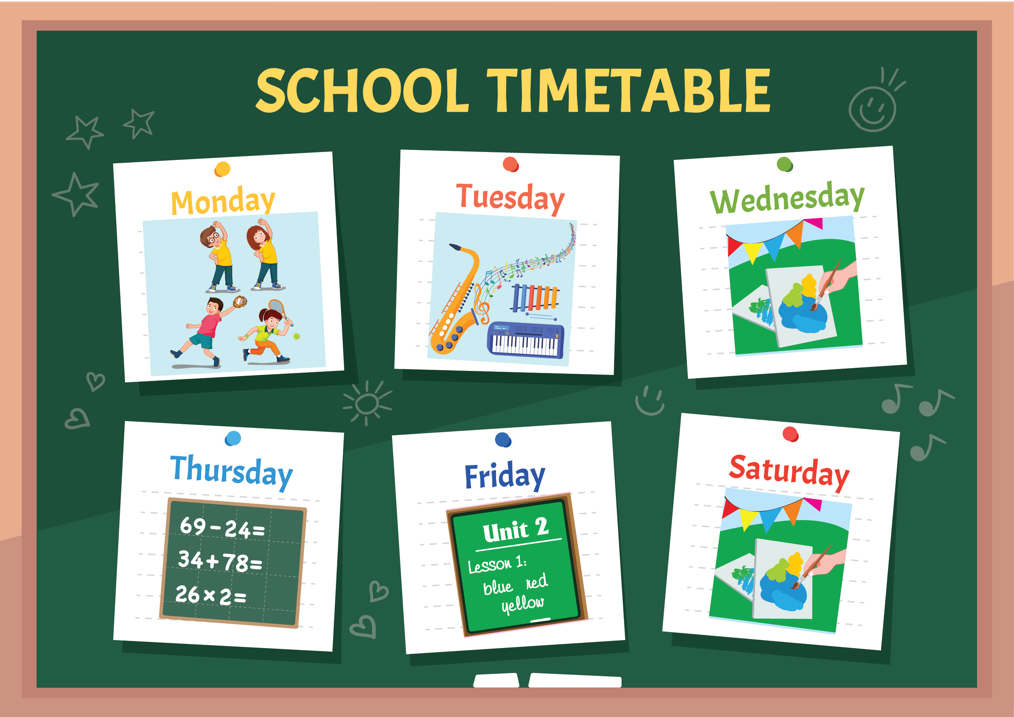 SCHOOL TIMETABLE
Monday
Tuesday
Wednesday
Thursday
69-24=
34+78=
26×2=
Friday
Unit 2
Lesson 1:
blue red
yellow
Saturday